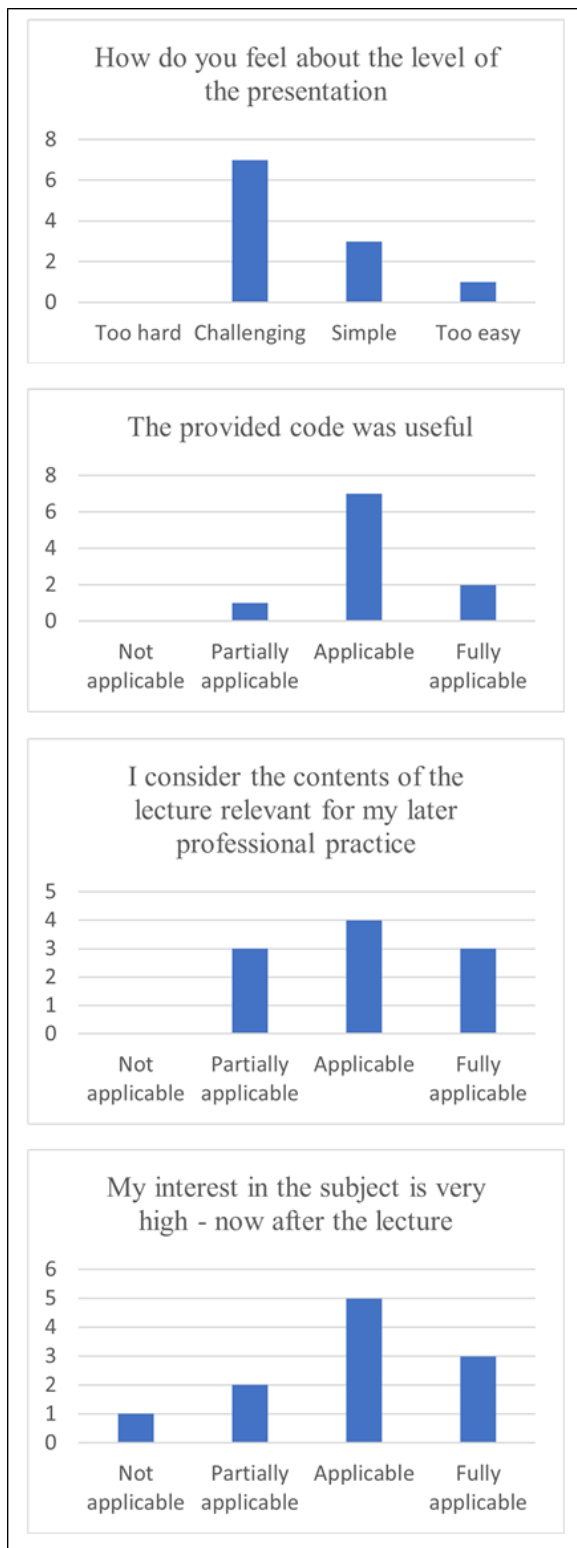 How do you feel about the level of
the presentation
8
6
4
2
0
Too hard Challenging Simple Too easy
The provided code was useful
8
6
4
2
0
Not Partially Applicable Fully
applicable applicable applicable
I consider the contents of the
lecture relevant for my later
professional practice
5
4
3
2
1
0
Not Partially Applicable Fully
applicable applicable applicable
My interest in the subject is very
high - now after the lecture
6
5
4
3
2
1
0
Not Partially Applicable Fully
applicable applicable applicable